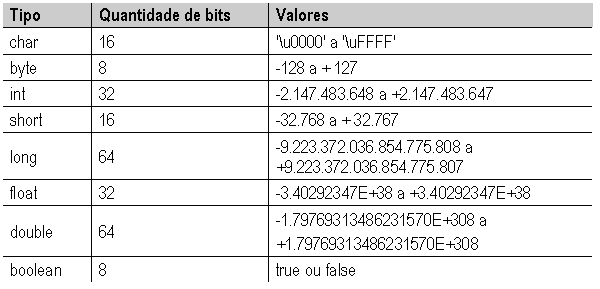 Tipo Quantidade de bits Valores
char 16 '\u0000' a '\uFFFF'
byte 8 -128 a +127
int 32 -2.147.483.648 a +2.147.483.647
short 16 -32.768 a +32.767
long 64 -9.223.372.036.854.775.808 a
+9.223.372.036.854.775.807
float 32 -3.40292347E+38 a +3.40292347E+38
double 64 -1.79769313486231570E+308 a
+1.79769313486231570E+308
boolean 8 true ou false